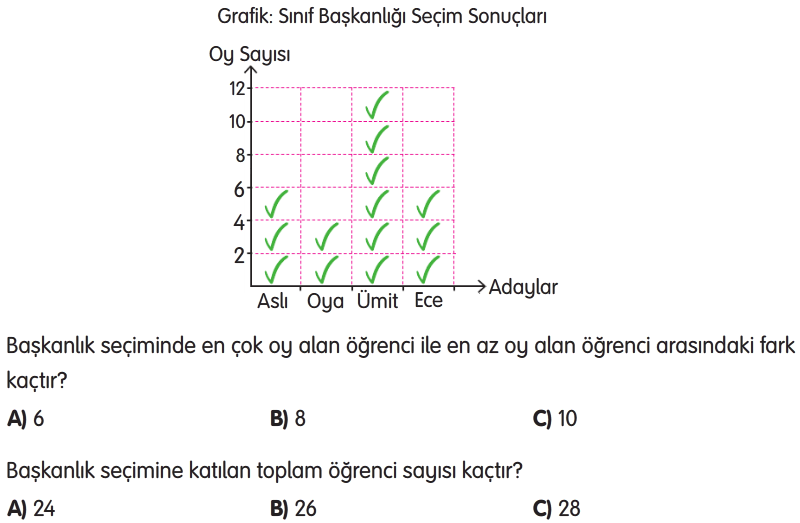 Grafik: Sınıf Başkanlığı Seçim Sonuçları
Oy Sayısı
12
10
8
6
4
2
Aslı Oya Ümit Ece
Adaylar
Başkanlık seçiminde en çok oy alan öğrenci ile en az oy alan öğrenci arasındaki fark
kaçtır?
A) 6 B) 8 C) 10
Başkanlık seçimine katılan toplam öğrenci sayısı kaçtır?
A) 24 B) 26 C) 28